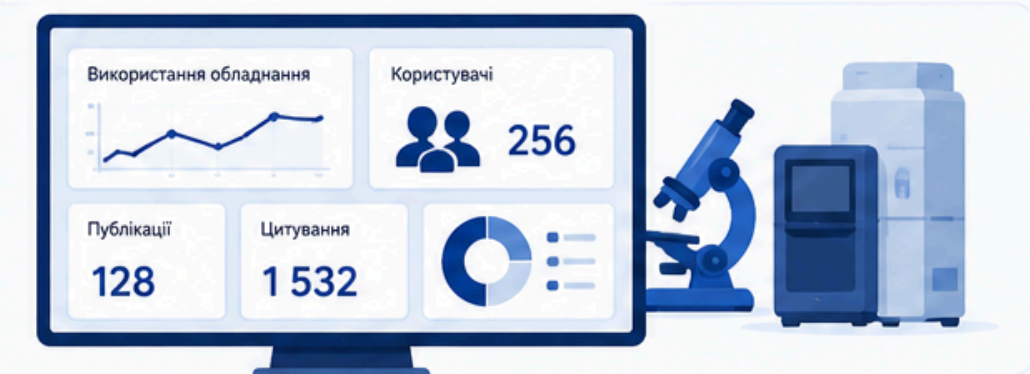 Використання обладнання
Користувачі
256
Публікації
128
Цитування
1 532